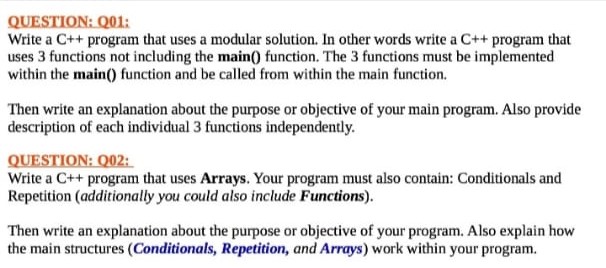 QUESTION: Q01:
Write a C++ program that uses a modular solution. In other words write a C++ program that
uses 3 functions not including the main() function. The 3 functions must be implemented
within the main() function and be called from within the main function.
Then write an explanation about the purpose or objective of your main program. Also provide
description of each individual 3 functions independently.
QUESTION: Q02:
Write a C++ program that uses Arrays. Your program must also contain: Conditionals and
Repetition (additionally you could also include Functions).
Then write an explanation about the purpose or objective of your program. Also explain how
the main structures (Conditionals, Repetition, and Arrays) work within your program.